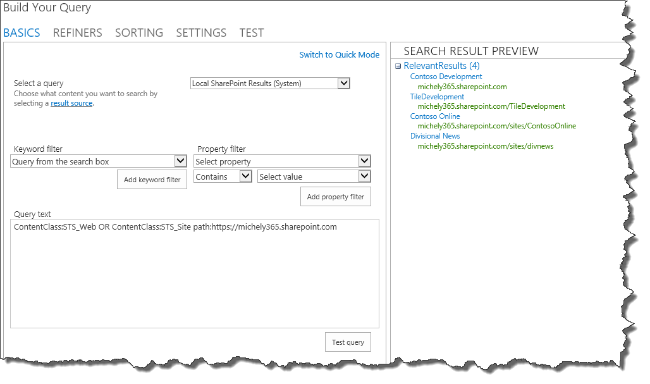 Build Your Query
BASICS REFINERS SORTING SETTINGS TEST
Switch to Quick Mode
Select a query
Choose what content you want to search by
selecting a result source.
Local SharePoint Results (System)
Keyword filter
Query from the search box
Add keyword filter
Property filter
Select property
Contains Select value
Add property filter
Query text
ContentClass:STS_Web OR ContentClass:STS_Site path:https://michely365.sharepoint.com
Test query
SEARCH RESULT PREVIEW
RelevantResults (4)
Contoso Development
michely365.sharepoint.com
TileDevelopment
michely365.sharepoint.com/TileDevelopment
Contoso Online
michely365.sharepoint.com/sites/ContosoOnline
Divisional News
michely365.sharepoint.com/sites/divnews